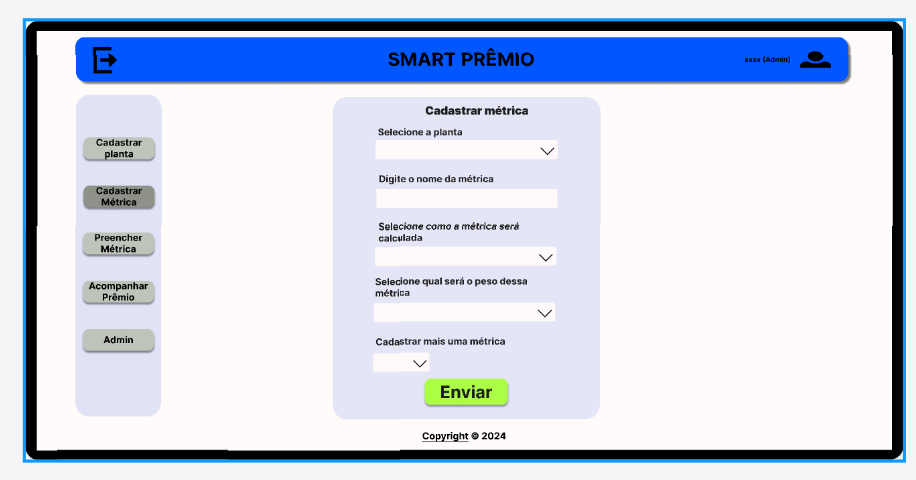 SMART PRÊMIO
xxxx (Admin)
Cadastrar
planta
Cadastrar
Métrica
Preencher
Métrica
Acompanhar
Prêmio
Admin
Cadastrar métrica
Selecione a planta
Digite o nome da métrica
Selecione como a métrica será
calculada
Selecione qual será o peso dessa
métrica
Cadastrar mais uma métrica
Enviar
Copyright © 2024